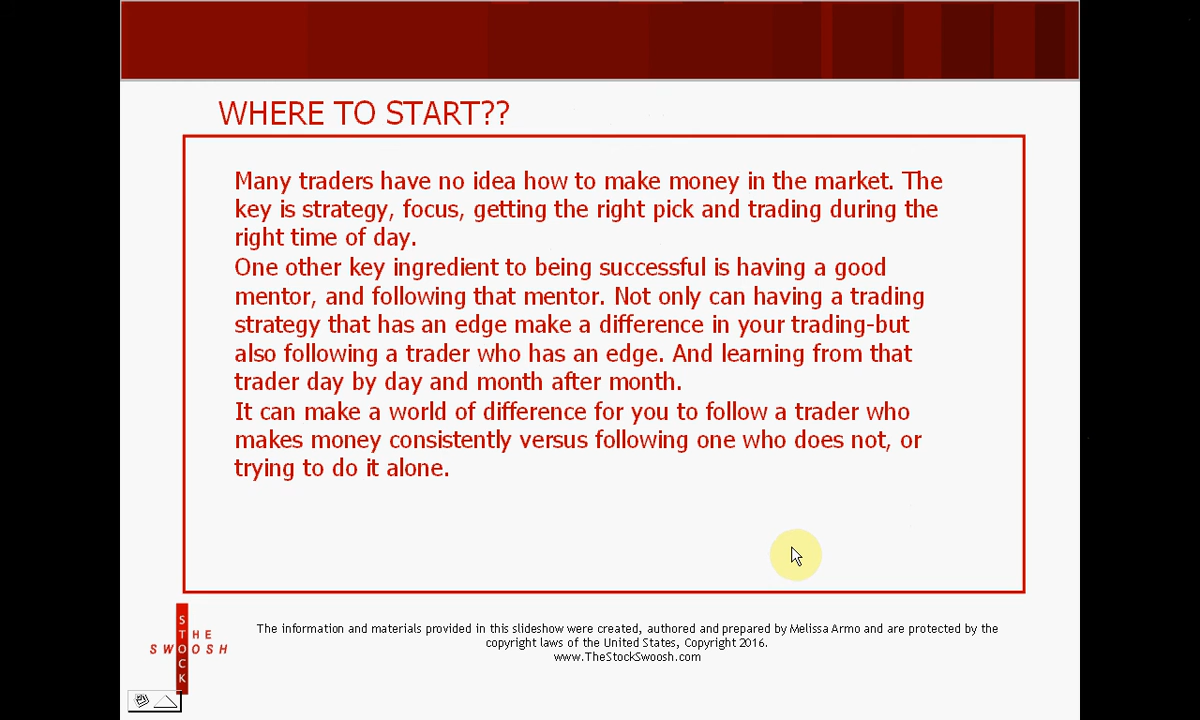 WHERE TO START??
Many traders have no idea how to make money in the market. The
key is strategy, focus, getting the right pick and trading during the
right time of day.
One other key ingredient to being successful is having a good
mentor, and following that mentor. Not only can having a trading
strategy that has an edge make a difference in your trading-but
also following a trader who has an edge. And learning from that
trader day by day and month after month.
It can make a world of difference for you to follow a trader who
makes money consistently versus following one who does not, or
trying to do it alone.
THE
STOCK
SWOOSH
The information and materials provided in this slideshow were created, authored and prepared by Melissa Armo and are protected by the
copyright laws of the United States, Copyright 2016.
www.TheStockSwoosh.com